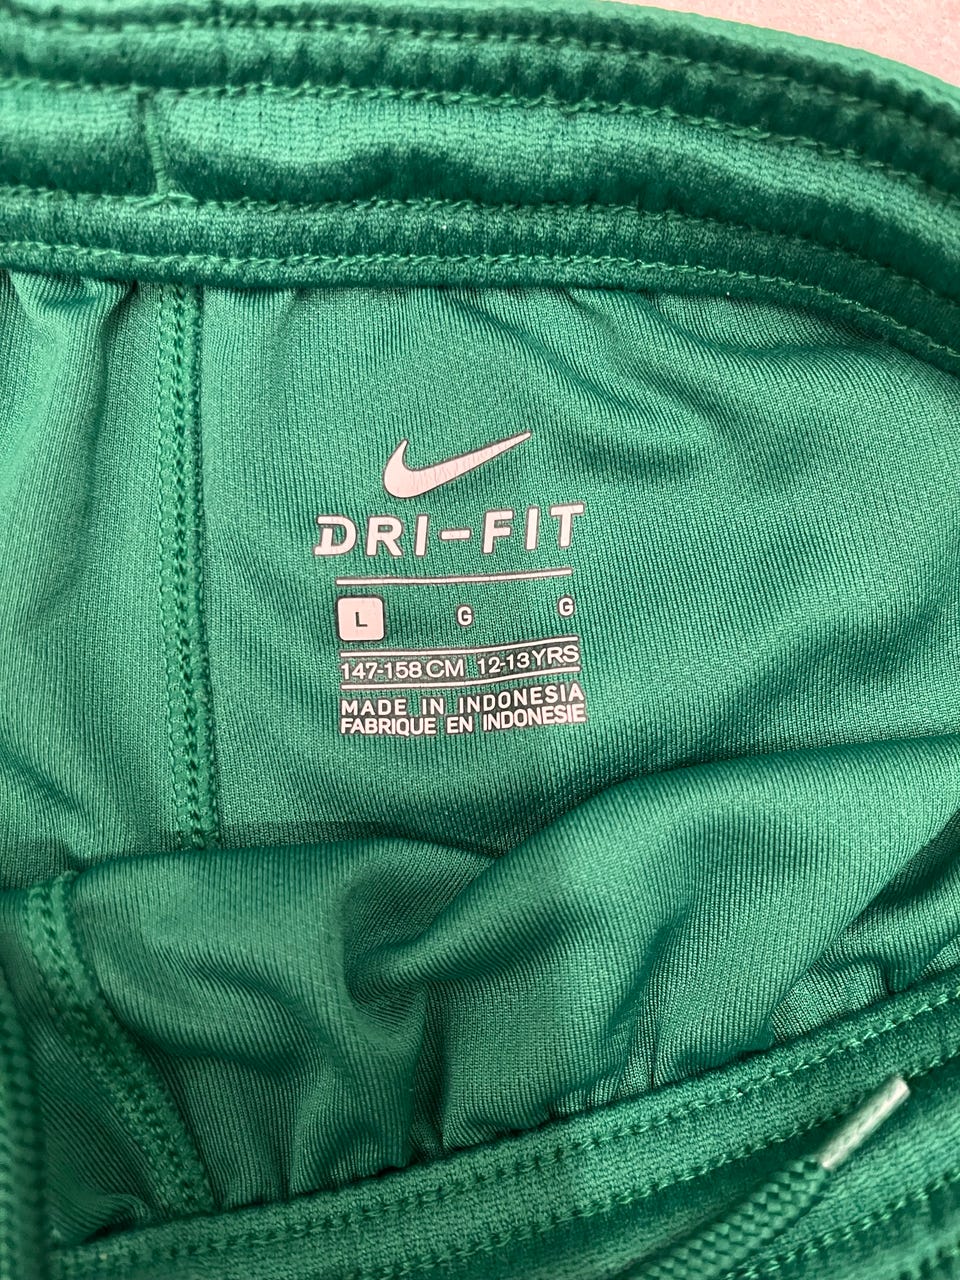 DRI-FIT
L G G
147-158 CM 12-13 YRS
MADE IN INDONESIA
FABRIQUE EN INDONESIE